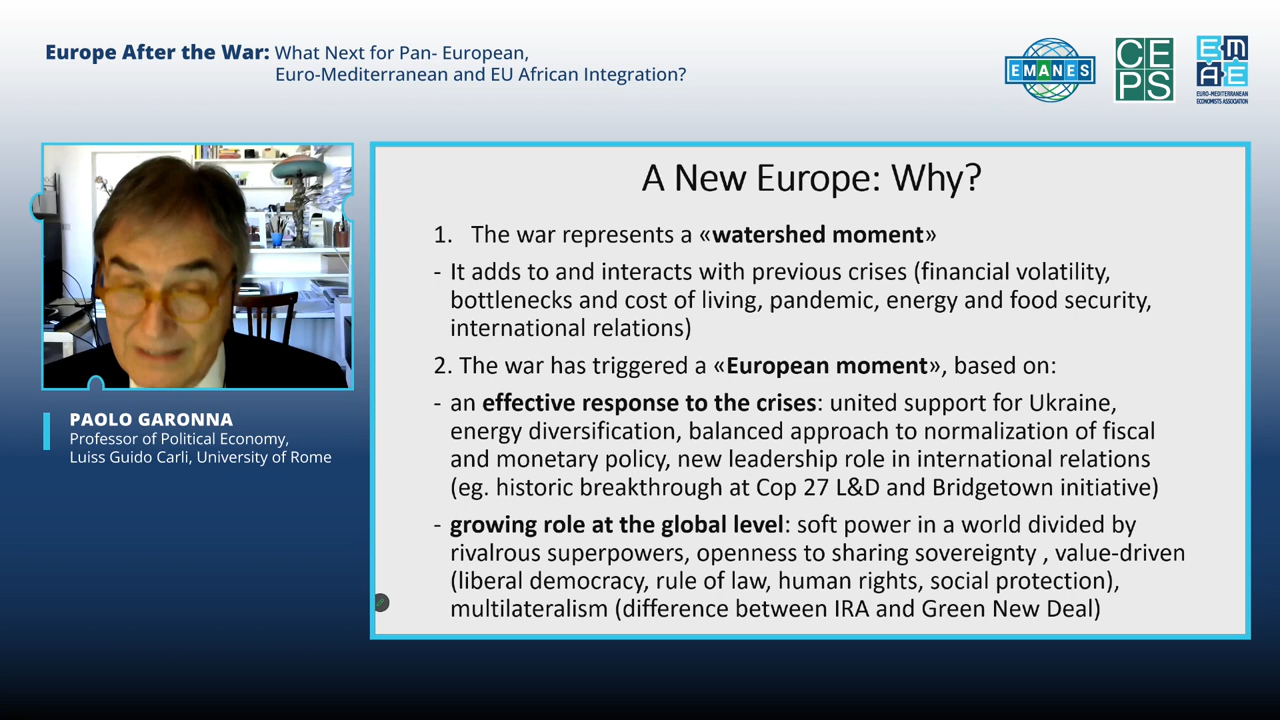 Europe After the War: What Next for Pan- European,
Euro-Mediterranean and EU African Integration?
EMANES
CE
PS
EM
AE
EURO-MEDITERRANEAN
ECONOMISTS ASSOCIATION
A New Europe: Why?
1. The war represents a «watershed moment»
- It adds to and interacts with previous crises (financial volatility,
bottlenecks and cost of living, pandemic, energy and food security,
international relations)
2. The war has triggered a «European moment», based on:
- an effective response to the crises: united support for Ukraine,
energy diversification, balanced approach to normalization of fiscal
and monetary policy, new leadership role in international relations
(eg. historic breakthrough at Cop 27 L&D and Bridgetown initiative)
- growing role at the global level: soft power in a world divided by
rivalrous superpowers, openness to sharing sovereignty , value-driven
(liberal democracy, rule of law, human rights, social protection),
multilateralism (difference between IRA and Green New Deal)
PAOLO GARONNA
Professor of Political Economy,
Luiss Guido Carli, University of Rome